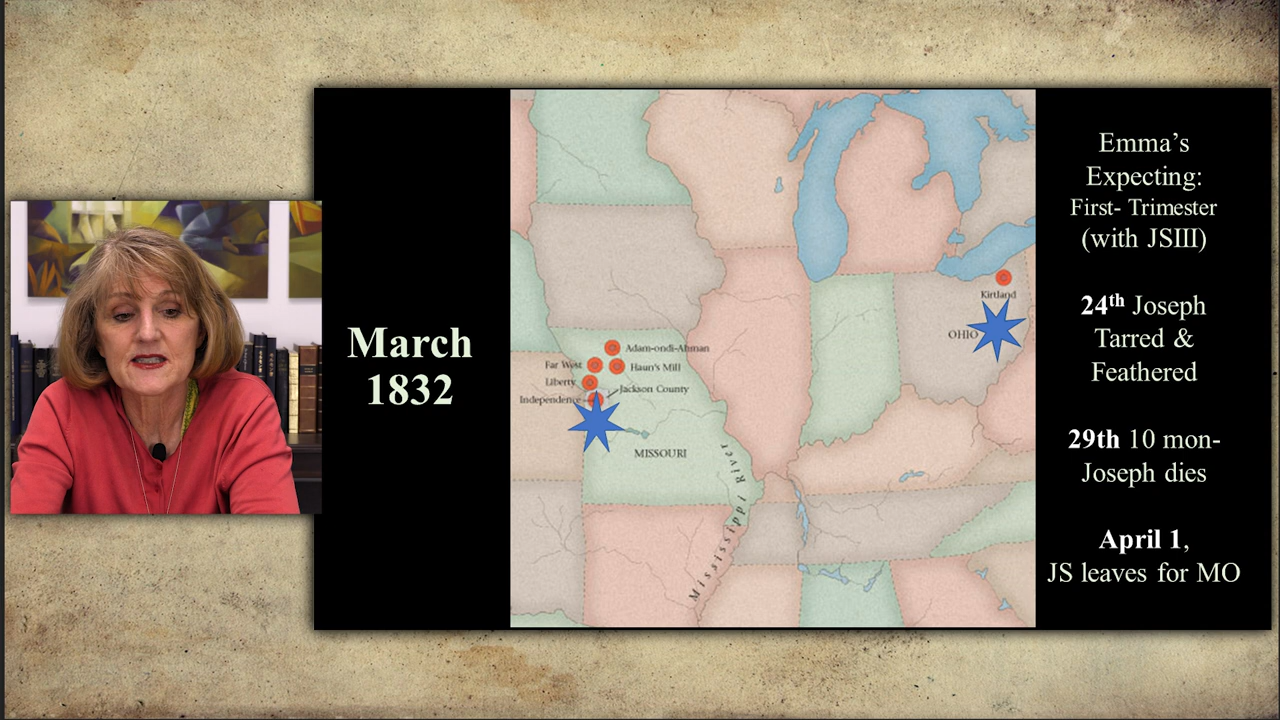 March
1832
Kirtland
OHIO
Adam-ondi-Ahman
Far West
Haun's Mill
Liberty
Jackson County
Independence
MISSOURI
Mississippi River
Emma's
Expecting:
First- Trimester
(with JSIII)
24th Joseph
Tarred &
Feathered
29th 10 mon-
Joseph dies
April 1,
JS leaves for MO